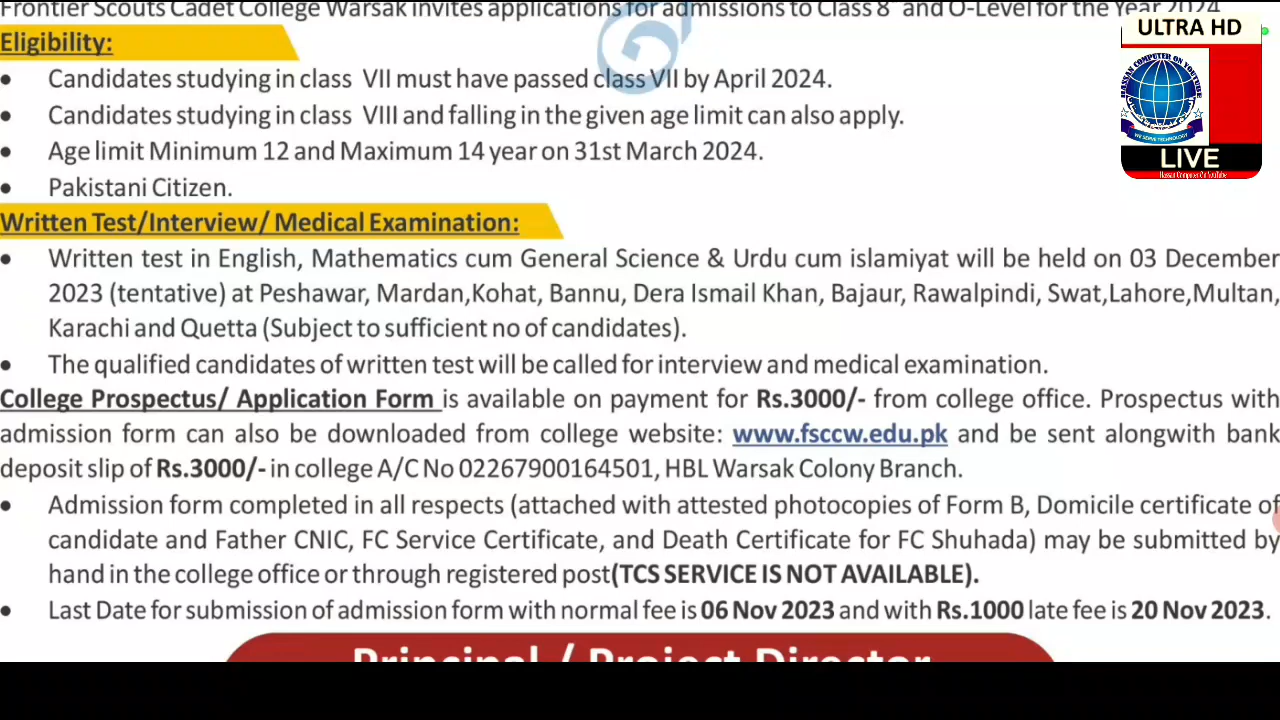 Frontier Scouts Cadet College Warsak invites applications for admissions to Class 8 and O-Level for the Year 2024
ULTRA HD
Eligibility:
• Candidates studying in class VII must have passed class VII by April 2024.
• Candidates studying in class VIII and falling in the given age limit can also apply.
• Age limit Minimum 12 and Maximum 14 year on 31st March 2024.
• Pakistani Citizen.
HASSAN COMPUTER ON YOUTUBE
WE SERVE TECHNOLOGY
LIVE
Hassan Computer On YouTube
Written Test/Interview/ Medical Examination:
• Written test in English, Mathematics cum General Science & Urdu cum islamiyat will be held on 03 December
2023 (tentative) at Peshawar, Mardan,Kohat, Bannu, Dera Ismail Khan, Bajaur, Rawalpindi, Swat,Lahore,Multan,
Karachi and Quetta (Subject to sufficient no of candidates).
• The qualified candidates of written test will be called for interview and medical examination.
College Prospectus/ Application Form is available on payment for Rs.3000/- from college office. Prospectus with
admission form can also be downloaded from college website: www.fsccw.edu.pk and be sent alongwith bank
deposit slip of Rs.3000/- in college A/C No 02267900164501, HBL Warsak Colony Branch.
• Admission form completed in all respects (attached with attested photocopies of Form B, Domicile certificate of
candidate and Father CNIC, FC Service Certificate, and Death Certificate for FC Shuhada) may be submitted by
hand in the college office or through registered post(TCS SERVICE IS NOT AVAILABLE).
• Last Date for submission of admission form with normal fee is 06 Nov 2023 and with Rs.1000 late fee is 20 Nov 2023.
Principal / Project Director